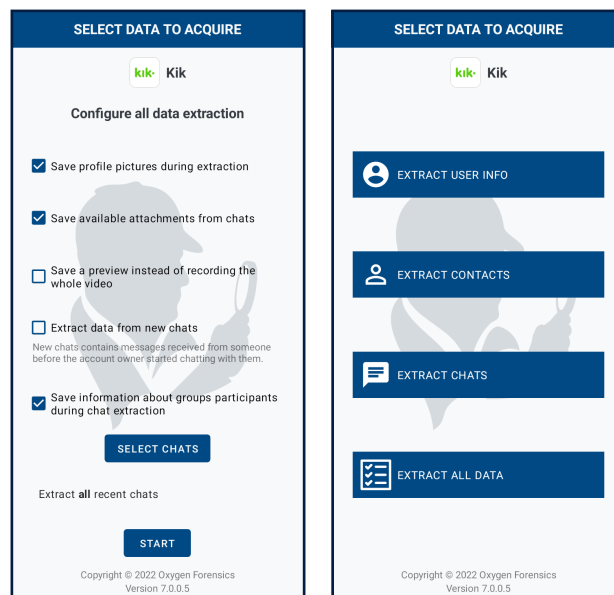 SELECT DATA TO ACQUIRE
kik·
Kik
Configure all data extraction
Save profile pictures during extraction
Save available attachments from chats
Save a preview instead of recording the
whole video
Extract data from new chats
New chats contains messages received from someone
before the account owner started chatting with them.
Save information about groups participants
during chat extraction
SELECT CHATS
Extract all recent chats
START
Copyright © 2022 Oxygen Forensics
Version 7.0.0.5
SELECT DATA TO ACQUIRE
kik·
Kik
EXTRACT USER INFO
EXTRACT CONTACTS
EXTRACT CHATS
EXTRACT ALL DATA
Copyright © 2022 Oxygen Forensics
Version 7.0.0.5